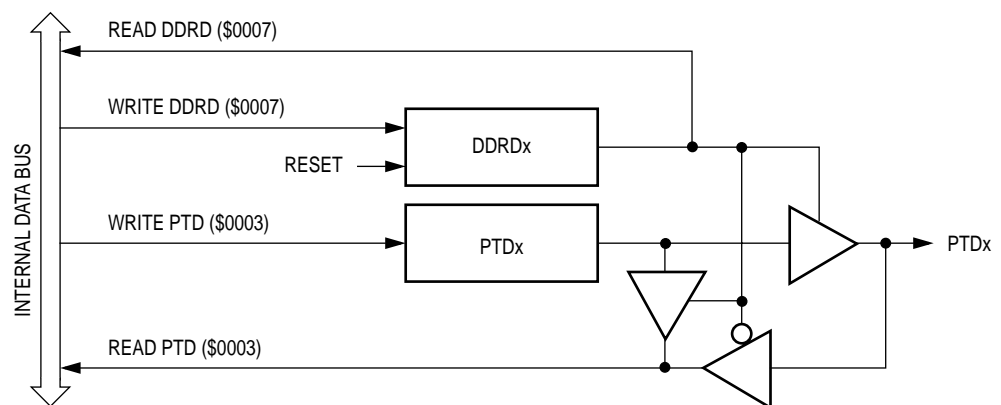 READ DDRD ($0007)
WRITE DDRD ($0007)
DDRDx
RESET
WRITE PTD ($0003)
PTDx
PTDx
READ PTD ($0003)
INTERNAL DATA BUS